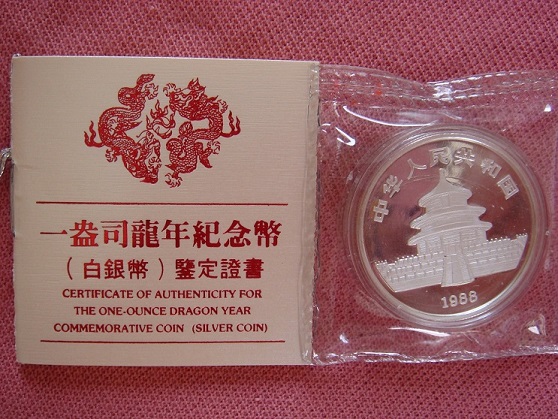 一盎司龍年紀念幣
（白銀幣）鑒定證書
CERTIFICATE OF AUTHENTICITY FOR
THE ONE-OUNCE DRAGON YEAR
COMMEMORATIVE COIN (SILVER COIN)
中华人民共和国
1988